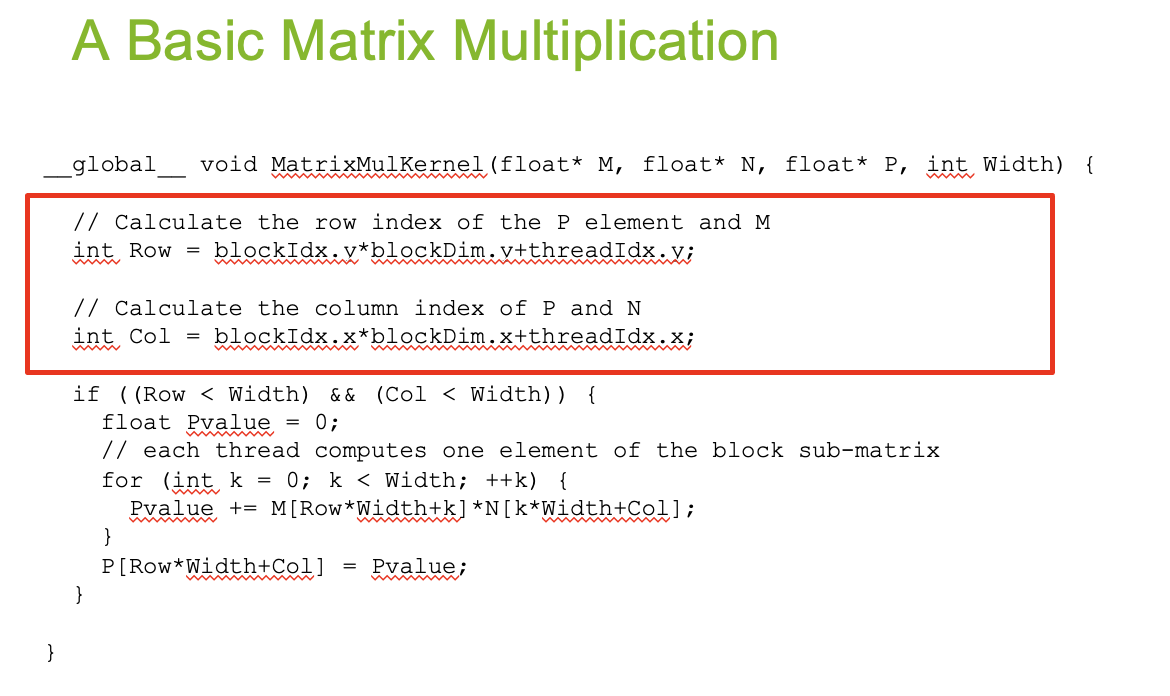 A Basic Matrix Multiplication
__global__ void MatrixMulKernel(float* M, float* N, float* P, int Width) {
// Calculate the row index of the P element and M
int Row = blockIdx.y*blockDim.y+threadIdx.y;
// Calculate the column index of P and N
int Col = blockIdx.x*blockDim.x+threadIdx.x;
if ((Row < Width) && (Col < Width)) {
float Pvalue = 0;
// each thread computes one element of the block sub-matrix
for (int k = 0; k < Width; ++k) {
Pvalue += M[Row*Width+k]*N[k*Width+Col];
}
P[Row*Width+Col] = Pvalue;
}
}